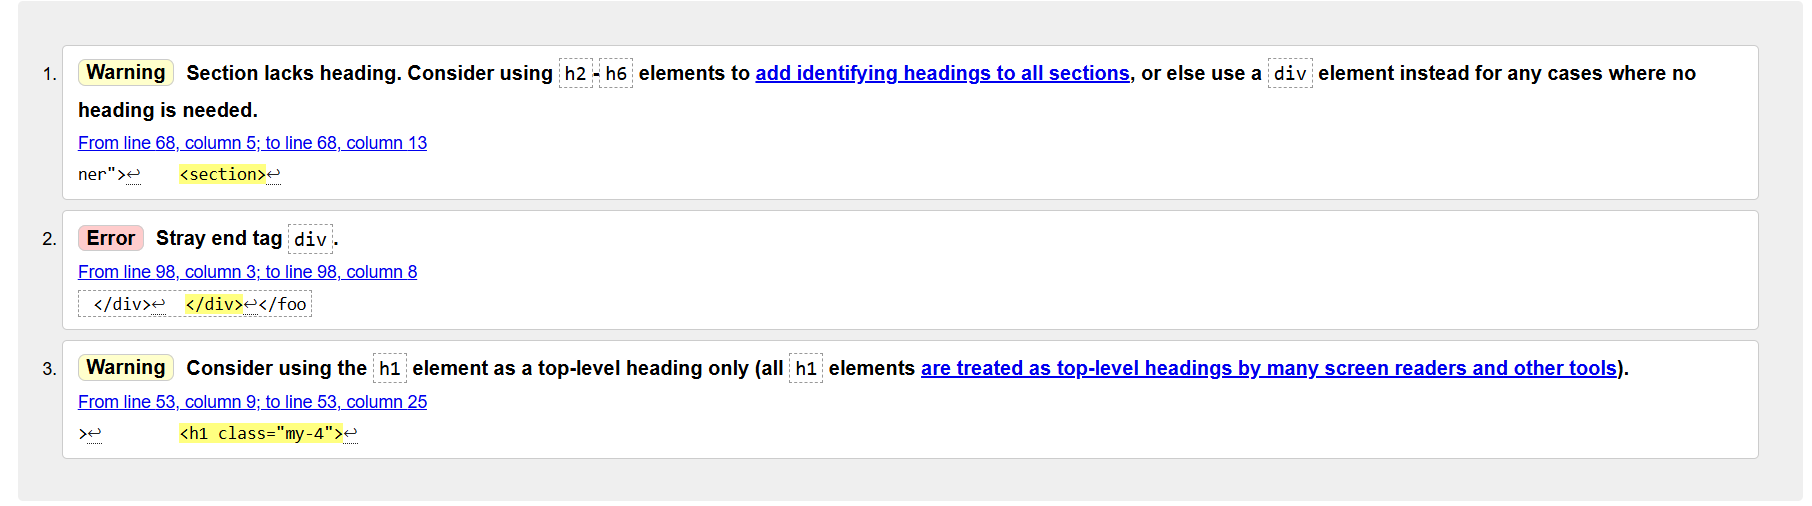 1. Warning Section lacks heading. Consider using h2-h6 elements to add identifying headings to all sections, or else use a div element instead for any cases where no
heading is needed.
From line 68, column 5; to line 68, column 13
ner">↩    <section>↩
2. Error Stray end tag div.
From line 98, column 3; to line 98, column 8
</div>↩  </div>↩</foo
3. Warning Consider using the h1 element as a top-level heading only (all h1 elements are treated as top-level headings by many screen readers and other tools).
From line 53, column 9; to line 53, column 25
>↩        <h1 class="my-4">↩